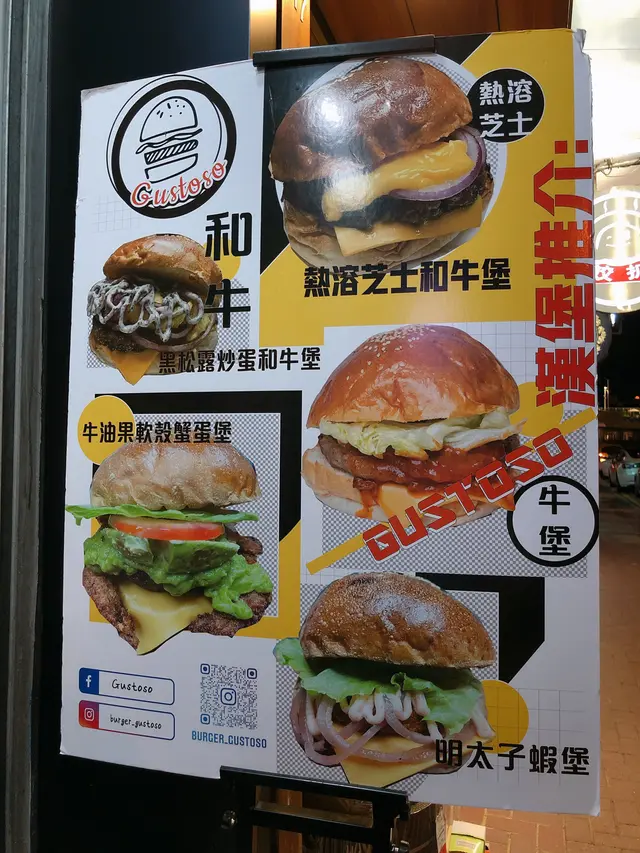 Gustoso
熱溶
芝士
漢堡推介:
和牛
熱溶芝士和牛堡
黑松露炒蛋和牛堡
牛油果軟殼蟹蛋堡
GUSTOSO
牛堡
明太子蝦堡
Gustoso
burger_gustoso
BURGER.GUSTOSO